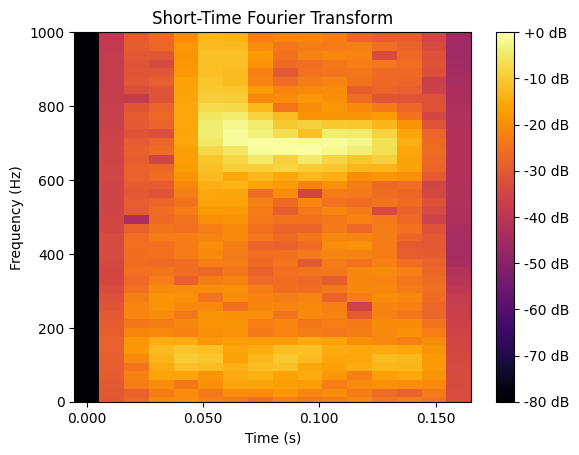 Short-Time Fourier Transform
1000
800
600
400
200
0
Frequency (Hz)
0.000
0.050
0.100
0.150
Time (s)
+0 dB
-10 dB
-20 dB
-30 dB
-40 dB
-50 dB
-60 dB
-70 dB
-80 dB